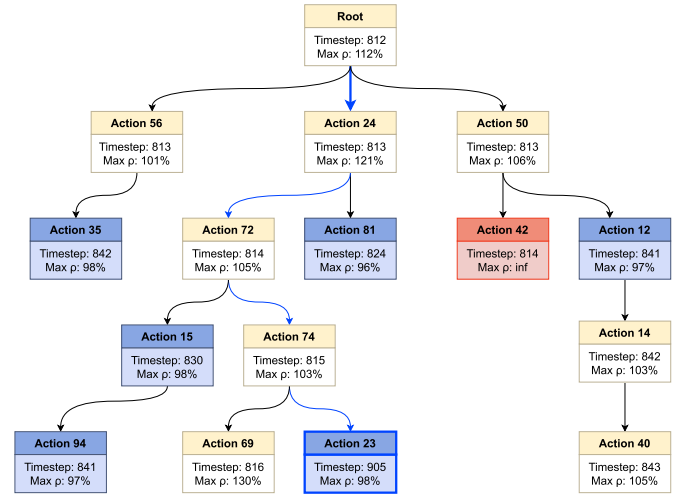 Root
Timestep: 812
Max ρ: 112%
Action 56
Timestep: 813
Max ρ: 101%
Action 24
Timestep: 813
Max ρ: 121%
Action 50
Timestep: 813
Max ρ: 106%
Action 35
Timestep: 842
Max ρ: 98%
Action 72
Timestep: 814
Max ρ: 105%
Action 81
Timestep: 824
Max ρ: 96%
Action 42
Timestep: 814
Max ρ: inf
Action 12
Timestep: 841
Max ρ: 97%
Action 15
Timestep: 830
Max ρ: 98%
Action 74
Timestep: 815
Max ρ: 103%
Action 14
Timestep: 842
Max ρ: 103%
Action 94
Timestep: 841
Max ρ: 97%
Action 69
Timestep: 816
Max ρ: 130%
Action 23
Timestep: 905
Max ρ: 98%
Action 40
Timestep: 843
Max ρ: 105%